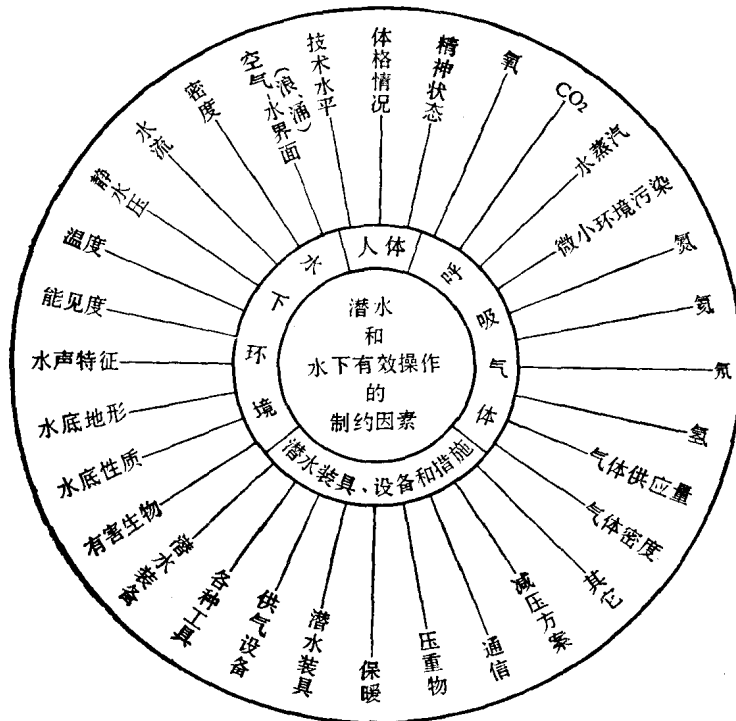 潜水
和
水下有效操作
的
制约因素
人体
呼吸气体
潜水装具、设备和措施
水下环境
技术水平
体格情况
精神状态
氧
CO₂
水蒸汽
微小环境污染
氮
氦
氖
氢
气体供应量
气体密度
其它
减压方案
通信
压重物
保暖
潜水装具
供气设备
各种工具
潜水装
有害生物
水底性质
水底地形
水声特征
能见度
温度
静水压
水流
密度
空气-水界面
(浪、涌)